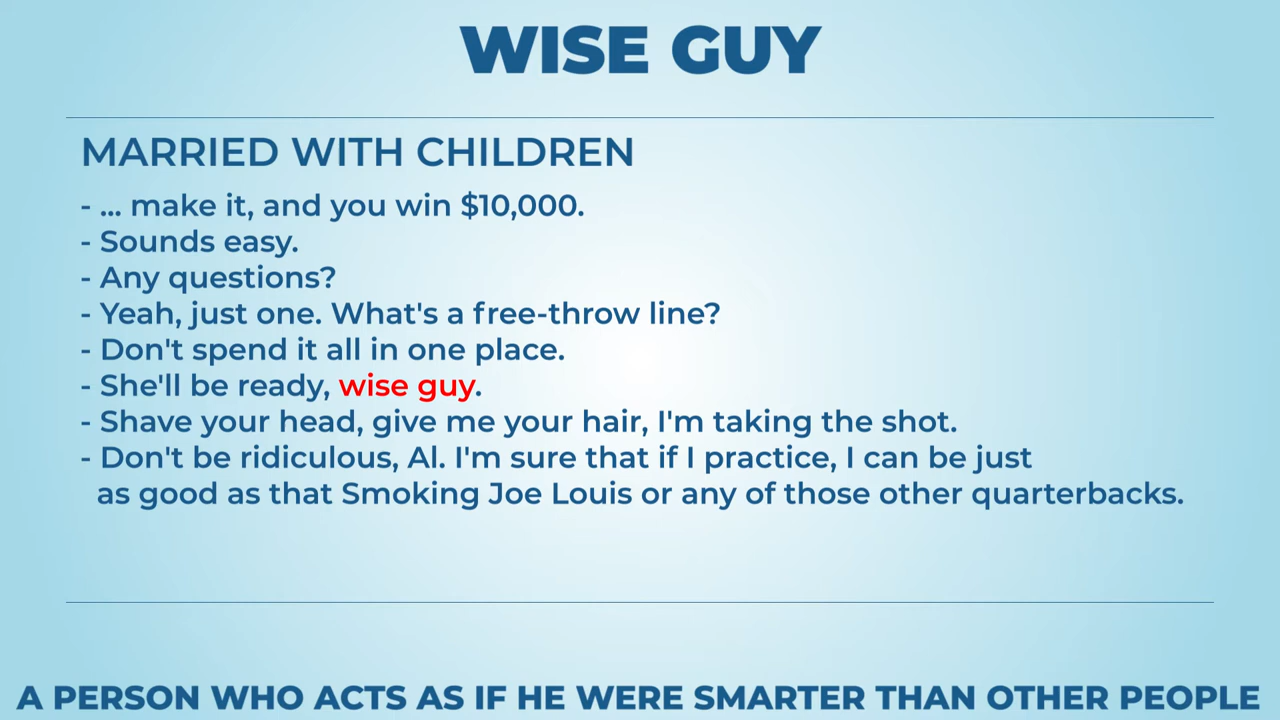 WISE GUY
MARRIED WITH CHILDREN
- ... make it, and you win $10,000.
- Sounds easy.
- Any questions?
- Yeah, just one. What's a free-throw line?
- Don't spend it all in one place.
- She'll be ready, wise guy.
- Shave your head, give me your hair, I'm taking the shot.
- Don't be ridiculous, Al. I'm sure that if I practice, I can be just
as good as that Smoking Joe Louis or any of those other quarterbacks.
A PERSON WHO ACTS AS IF HE WERE SMARTER THAN OTHER PEOPLE